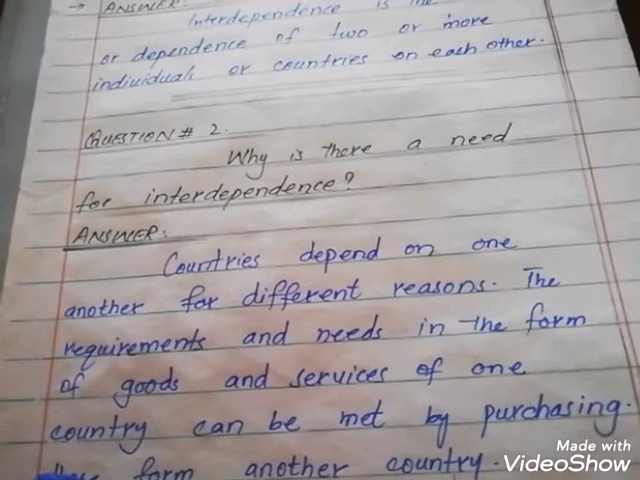 → ANSWER:
Interdependence is the
or dependence of two or more
individuals or countries on each other.
QUESTION # 2.
Why is there a need
for interdependence?
ANSWER:
Countries depend on one
another for different reasons. The
requirements and needs in the form
of goods and services of one
country can be met by purchasing.
form another country.
Made with
VideoShow